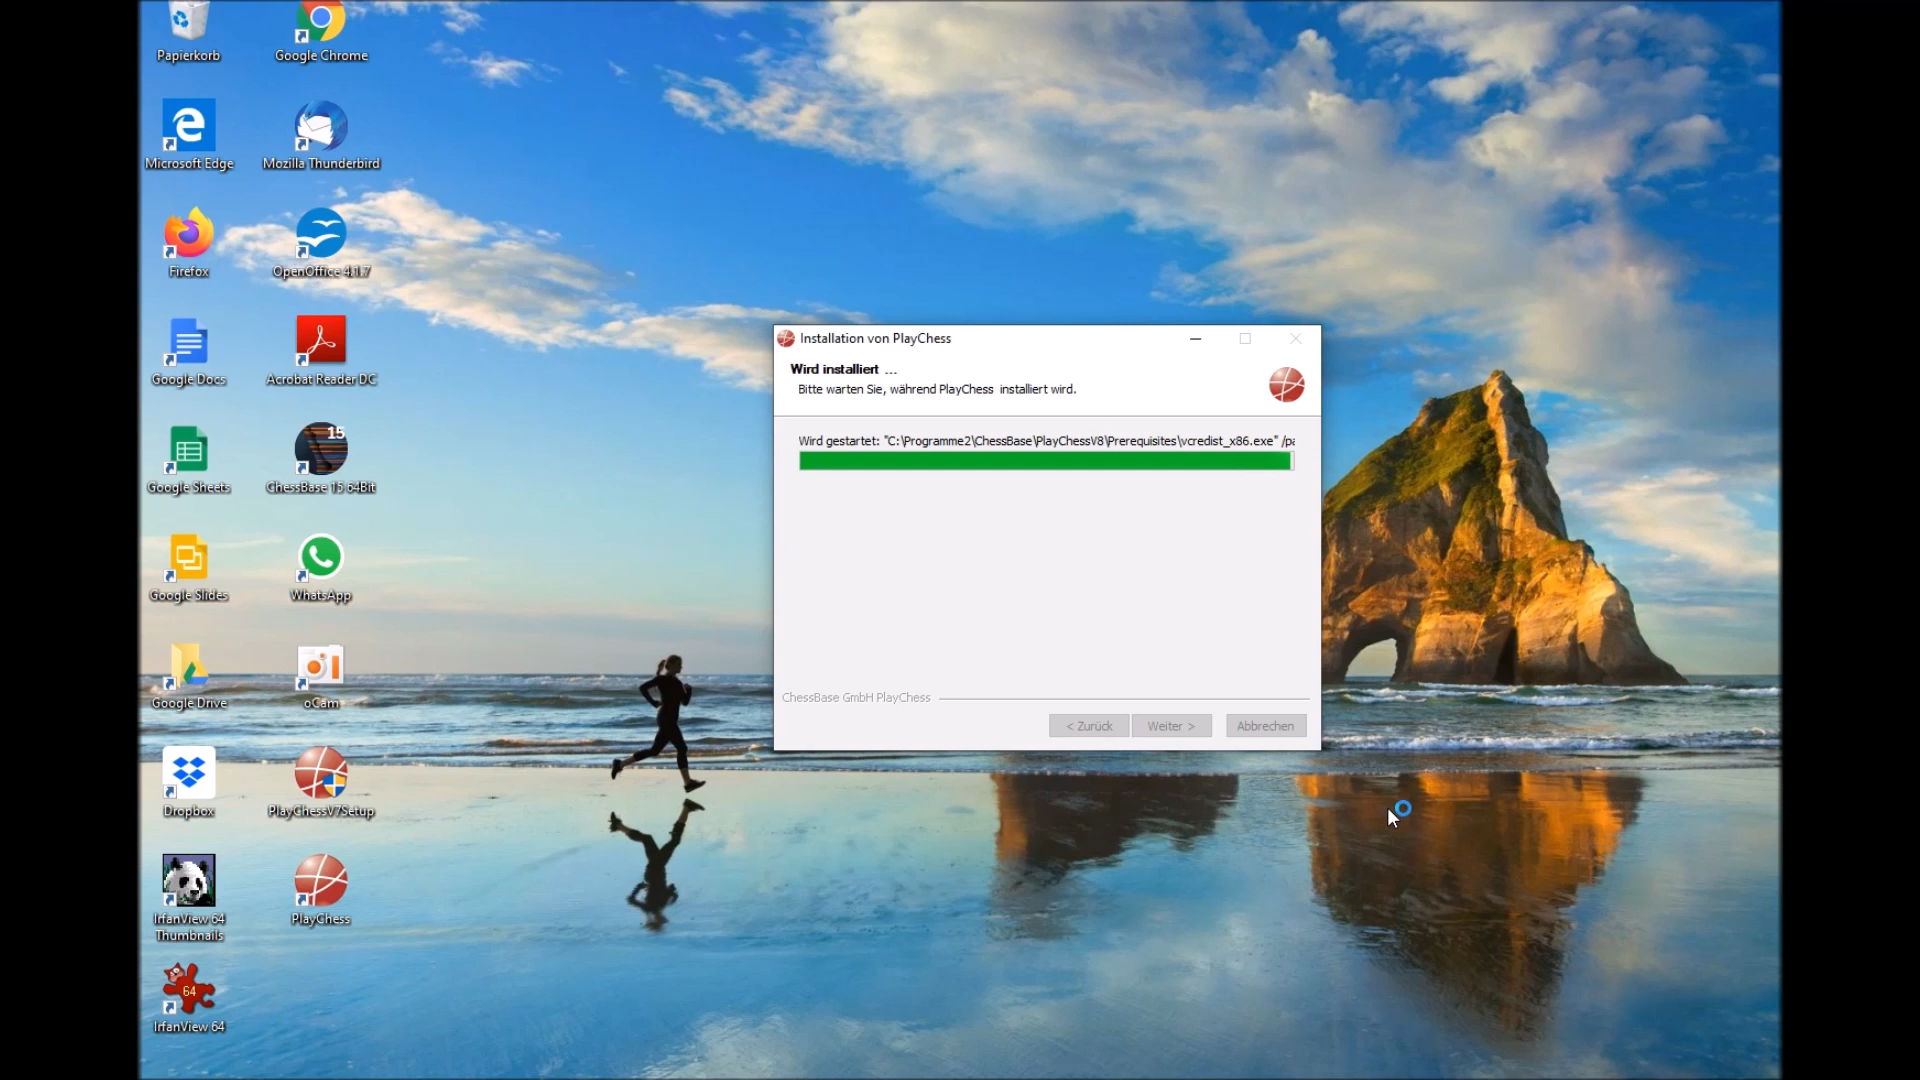 Papierkorb
Google Chrome
Microsoft Edge
Mozilla Thunderbird
Firefox
OpenOffice 4.1.7
Google Docs
Acrobat Reader DC
15
Google Sheets
ChessBase 15 64Bit
Google Slides
WhatsApp
Google Drive
oCam
Dropbox
PlayChessV7Setup
IrfanView 64
Thumbnails
PlayChess
64
IrfanView 64
Installation von PlayChess
Wird installiert ...
Bitte warten Sie, während PlayChess installiert wird.
Wird gestartet: "C:\Programme2\ChessBase\PlayChessV8\Prerequisites\vcredist_x86.exe" /pa
ChessBase GmbH PlayChess
< Zurück
Weiter >
Abbrechen